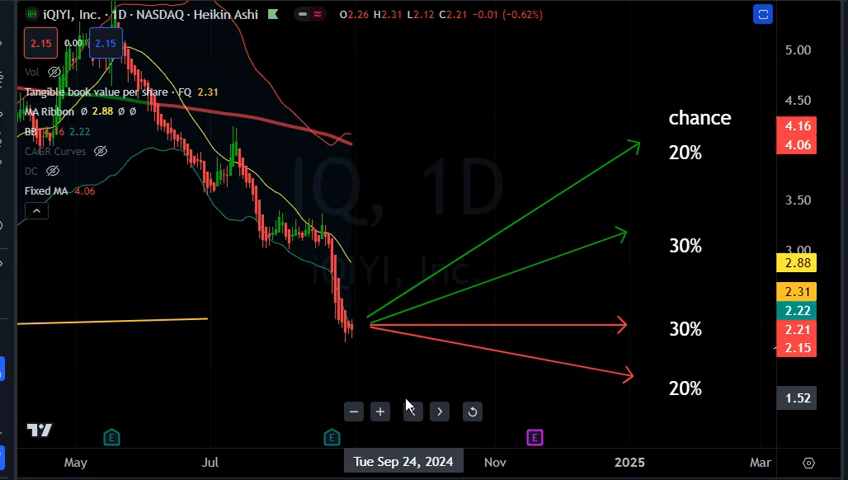 iQIYI, Inc. · 1D · NASDAQ · Heikin Ashi O2.26 H2.31 L2.12 C2.21 −0.01 (−0.62%)
2.15 0.00 2.15
Vol
Tangible book value per share · FQ 2.31
MA Ribbon ∅ 2.88 ∅ ∅
BB 4.16 2.22
CAGR Curves
DC
Fixed MA 4.06
IQ, 1D
iQIYI, Inc.
chance
20%
30%
30%
20%
5.00
4.50
4.16
4.06
3.50
3.00
2.88
2.31
2.22
2.21
2.15
1.52
E
E
E
May Jul Tue Sep 24, 2024 Nov 2025 Mar